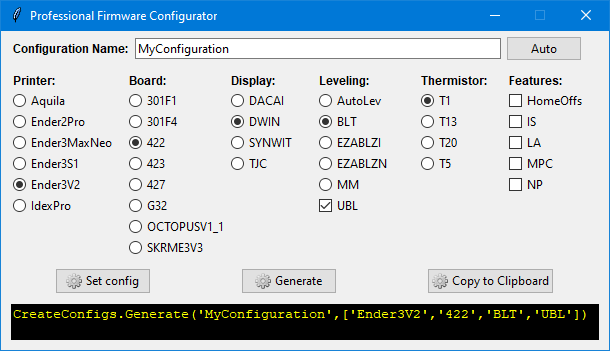 Professional Firmware Configurator
Configuration Name: MyConfiguration Auto
Printer: Board: Display: Leveling: Thermistor: Features:
Aquila 301F1 DACAI AutoLev T1 HomeOffs
Ender2Pro 301F4 DWIN BLT T13 IS
Ender3MaxNeo 422 SYNWIT EZABLZI T20 LA
Ender3S1 423 TJC EZABLZN T5 MPC
Ender3V2 427 MM NP
IdexPro G32 UBL
OCTOPUSV1_1
SKRME3V3
Set config Generate Copy to Clipboard
CreateConfigs.Generate('MyConfiguration',['Ender3V2','422','BLT','UBL'])